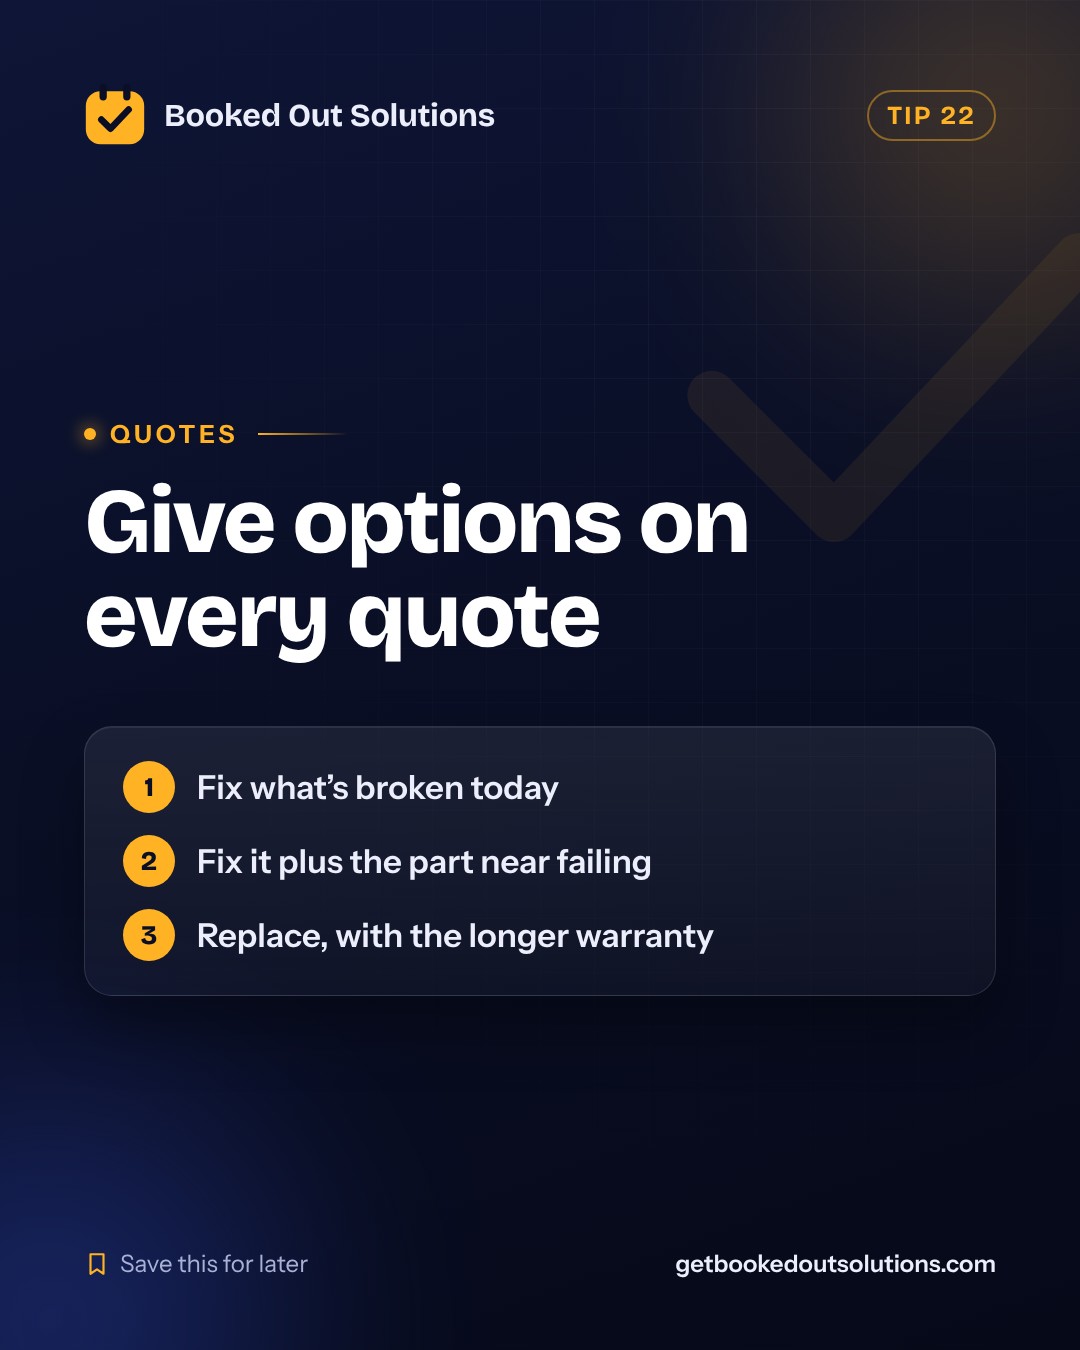 Booked Out Solutions
TIP 22
QUOTES
Give options on
every quote
1 Fix what’s broken today
2 Fix it plus the part near failing
3 Replace, with the longer warranty
Save this for later
getbookedoutsolutions.com